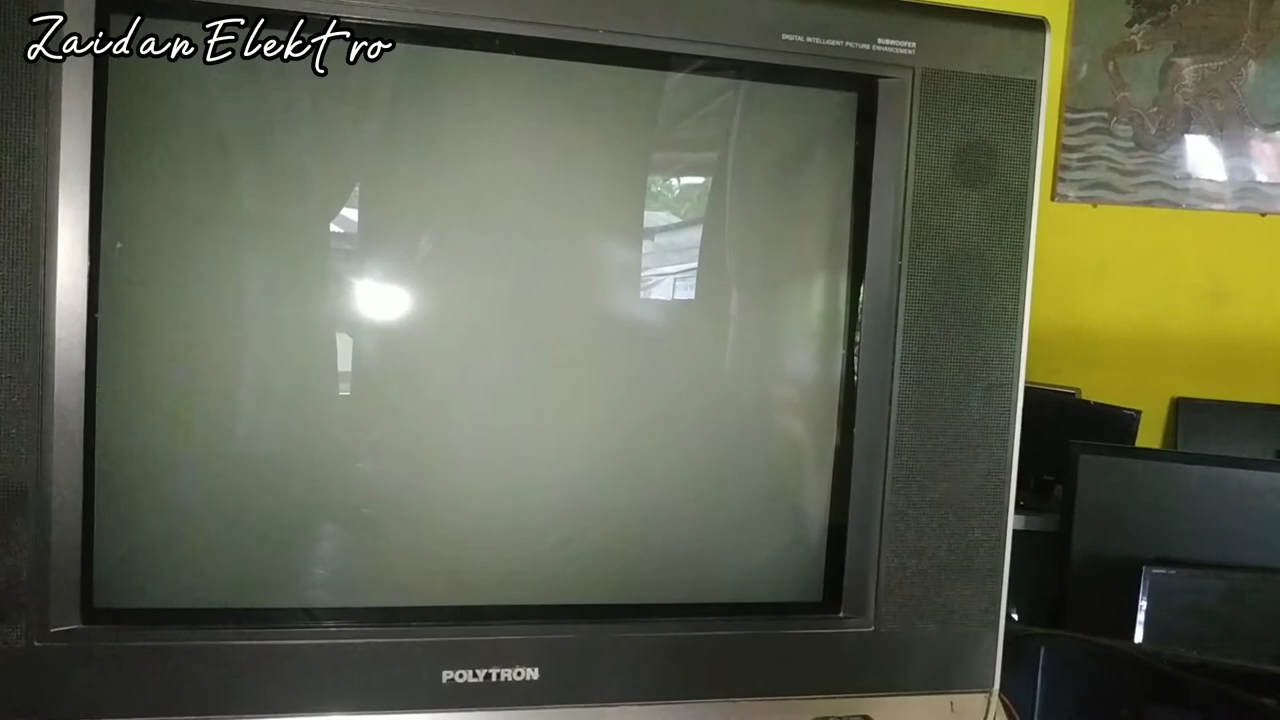 Zaidan Elektro
SUBWOOFER
DIGITAL INTELLIGENT PICTURE ENHANCEMENT
POLYTRON